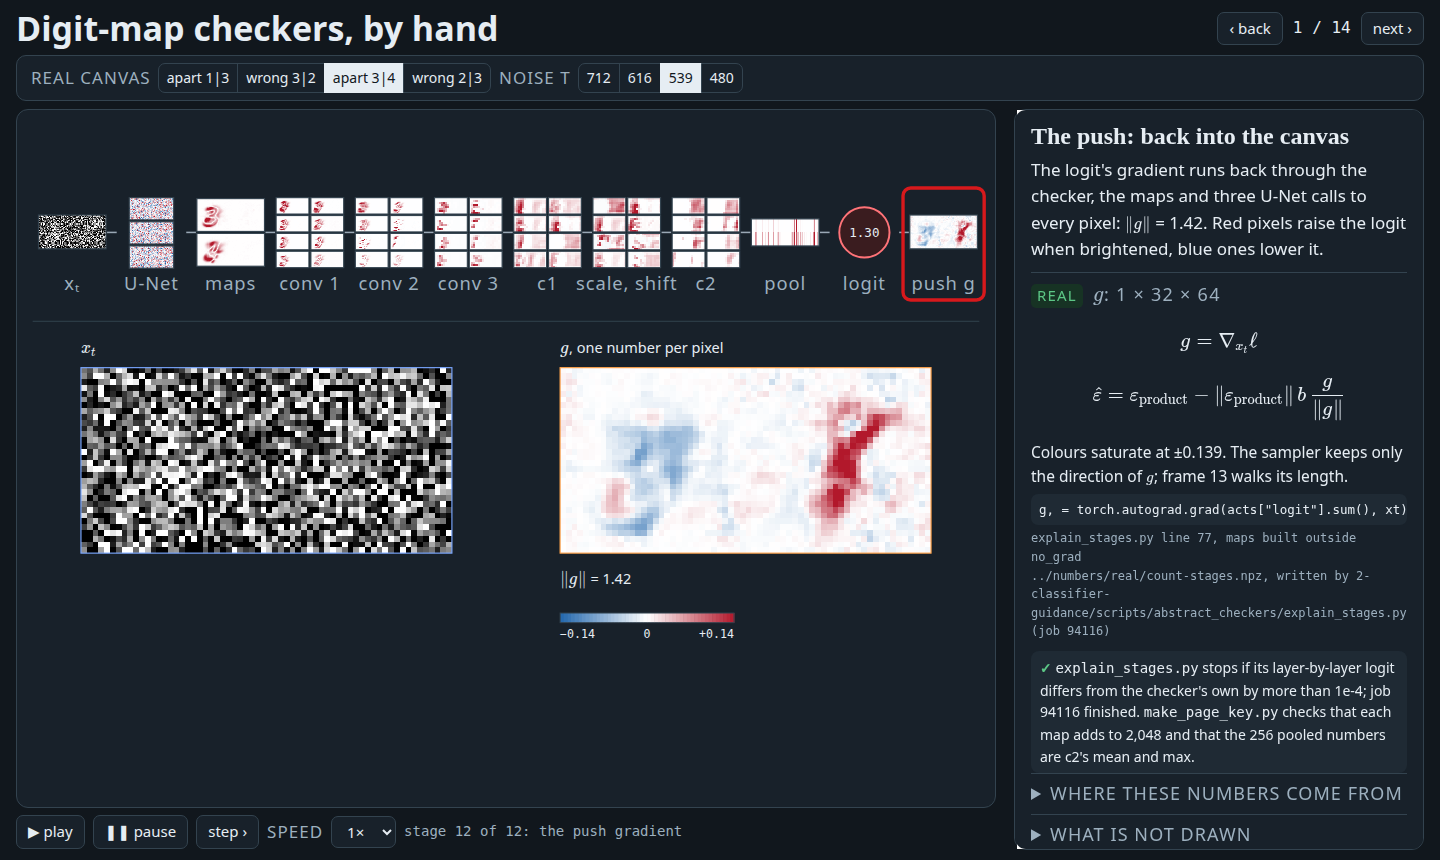 Digit-map checkers, by hand
‹ back 1 / 14 next ›
REAL CANVAS apart 1|3 wrong 3|2 apart 3|4 wrong 2|3 NOISE T 712 616 539 480
1.30
xₜ U-Net maps conv 1 conv 2 conv 3 c1 scale, shift c2 pool logit push g
xₜ
g, one number per pixel
‖g‖ = 1.42
−0.14 0 +0.14
▶ play ❚❚ pause step › SPEED 1× stage 12 of 12: the push gradient
The push: back into the canvas
The logit's gradient runs back through the
checker, the maps and three U-Net calls to
every pixel: ‖g‖ = 1.42. Red pixels raise the logit
when brightened, blue ones lower it.
REAL g: 1 × 32 × 64
g = ∇_{xₜ} ℓ
ε̂ = ε_product − ‖ε_product‖ b g/‖g‖
Colours saturate at ±0.139. The sampler keeps only
the direction of g; frame 13 walks its length.
g, = torch.autograd.grad(acts["logit"].sum(), xt)
explain_stages.py line 77, maps built outside
no_grad
../numbers/real/count-stages.npz, written by 2-
classifier-
guidance/scripts/abstract_checkers/explain_stages.py
(job 94116)
✓ explain_stages.py stops if its layer-by-layer logit
differs from the checker's own by more than 1e-4; job
94116 finished. make_page_key.py checks that each
map adds to 2,048 and that the 256 pooled numbers
are c2's mean and max.
▶ WHERE THESE NUMBERS COME FROM
▶ WHAT IS NOT DRAWN